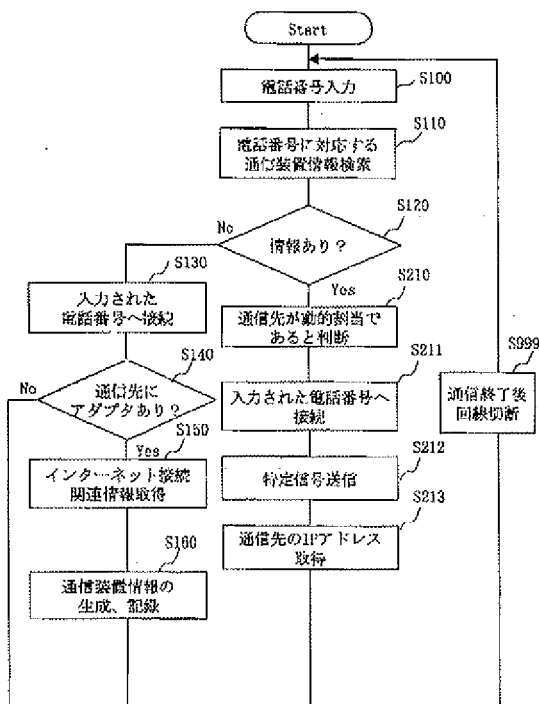 Start
電話番号入力
S100
電話番号に対応する
通信装置情報検索
S110
情報あり？
S120
No
Yes
入力された
電話番号へ接続
S130
通信先が動的割当で
あると判断
S210
通信先に
アダプタあり？
S140
No
Yes
入力された電話番号へ
接続
S211
通信終了後
回線切断
S999
インターネット接続
関連情報取得
S150
特定信号送信
S212
通信先のIPアドレス
取得
S213
通信装置情報の
生成、記録
S160